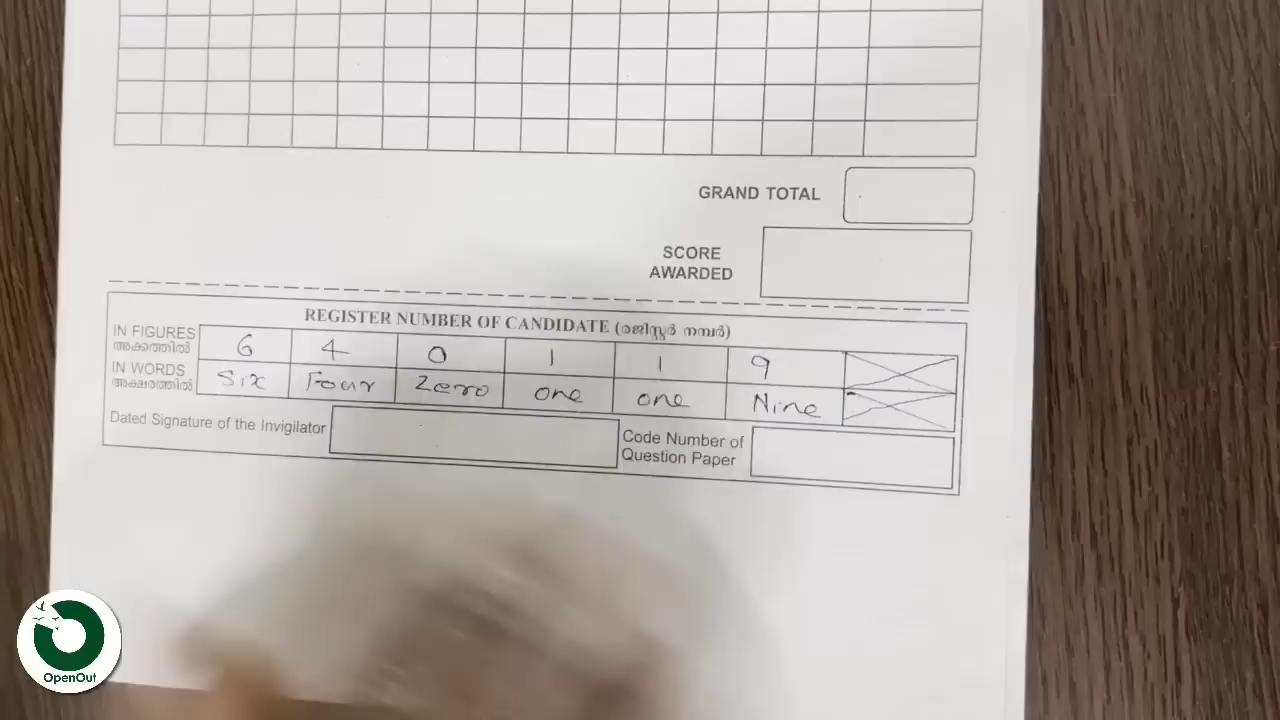 GRAND TOTAL
SCORE
AWARDED
REGISTER NUMBER OF CANDIDATE (രജിസ്റ്റർ നമ്പർ)
IN FIGURES 6 4 0 1 1 9
അക്കത്തിൽ
IN WORDS Six Four Zero one one Nine
അക്ഷരത്തിൽ
Dated Signature of the Invigilator
Code Number of
Question Paper
OpenOut